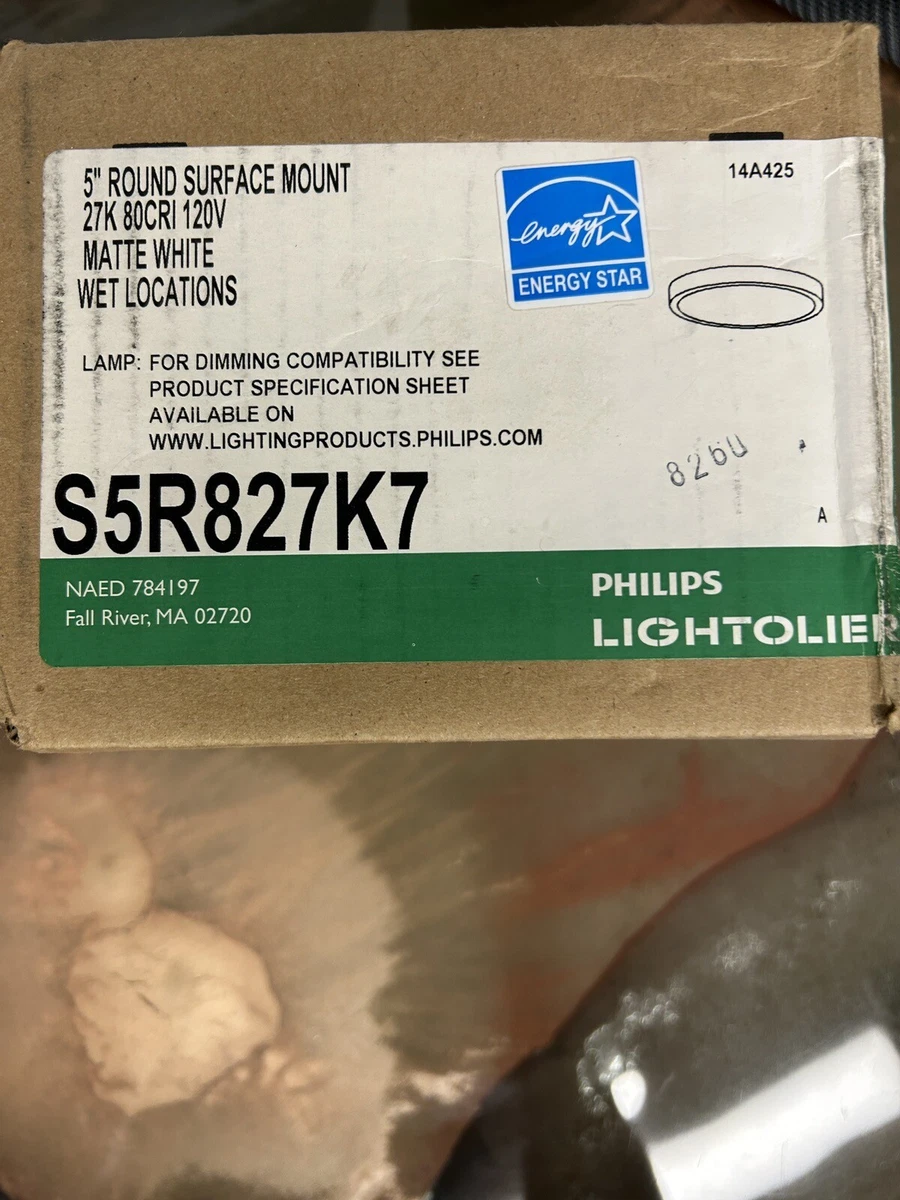 5" ROUND SURFACE MOUNT
27K 80CRI 120V
MATTE WHITE
WET LOCATIONS
energy
ENERGY STAR
14A425
LAMP: FOR DIMMING COMPATIBILITY SEE
PRODUCT SPECIFICATION SHEET
AVAILABLE ON
WWW.LIGHTINGPRODUCTS.PHILIPS.COM
8260
A
S5R827K7
NAED 784197
Fall River, MA 02720
PHILIPS
LIGHTOLIER